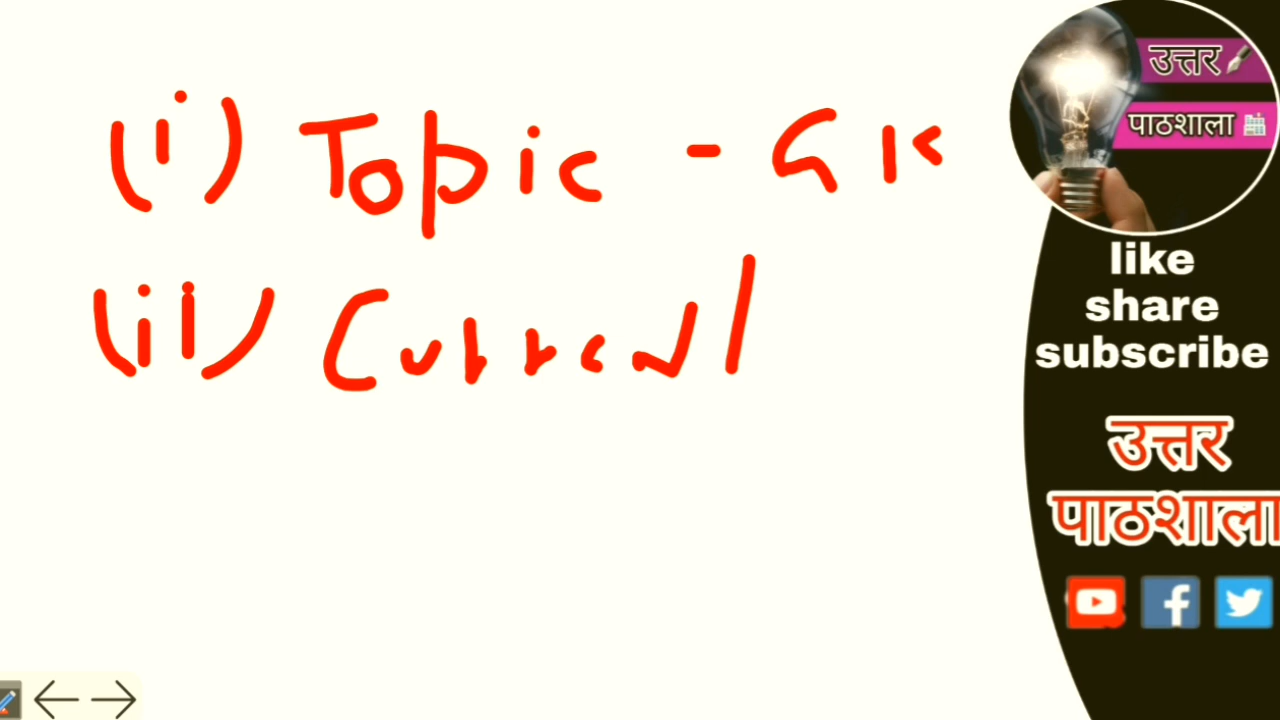 (i) Topic - GK
(ii) Current
उत्तर
पाठशाला
like
share
subscribe
उत्तर
पाठशाला